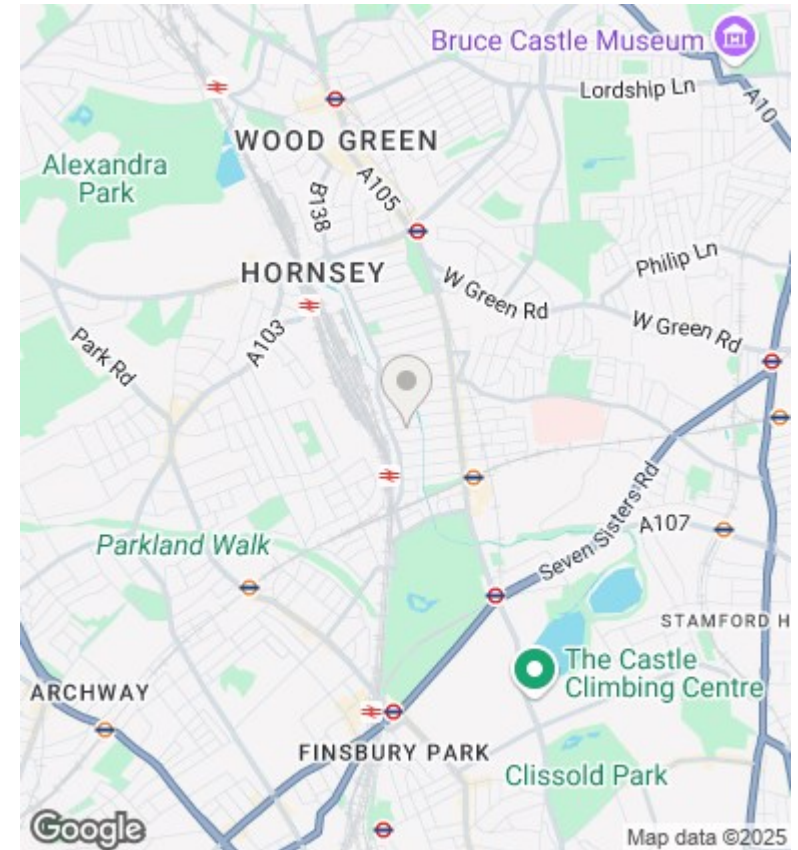 Bruce Castle Museum
Lordship Ln
A10
WOOD GREEN
Alexandra
Park
A105
B138
HORNSEY
Philip Ln
W Green Rd
W Green Rd
A103
Park Rd
Seven Sisters Rd
A107
Parkland Walk
STAMFORD H
The Castle
Climbing Centre
ARCHWAY
FINSBURY PARK
Clissold Park
Google
Map data ©2025